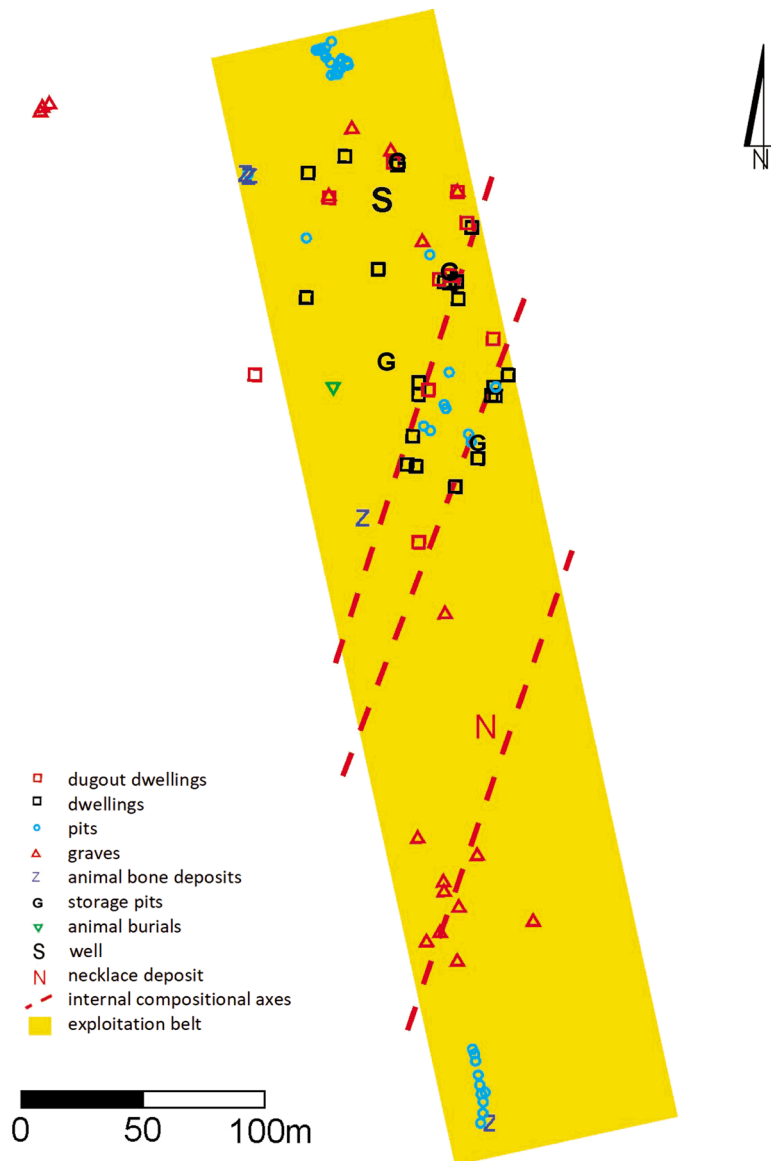 N
Z
Z
G
S
G
G
G
Z
N
dugout dwellings
dwellings
pits
graves
Z animal bone deposits
G storage pits
animal burials
S well
N necklace deposit
internal compositional axes
exploitation belt
Z
0 50 100m